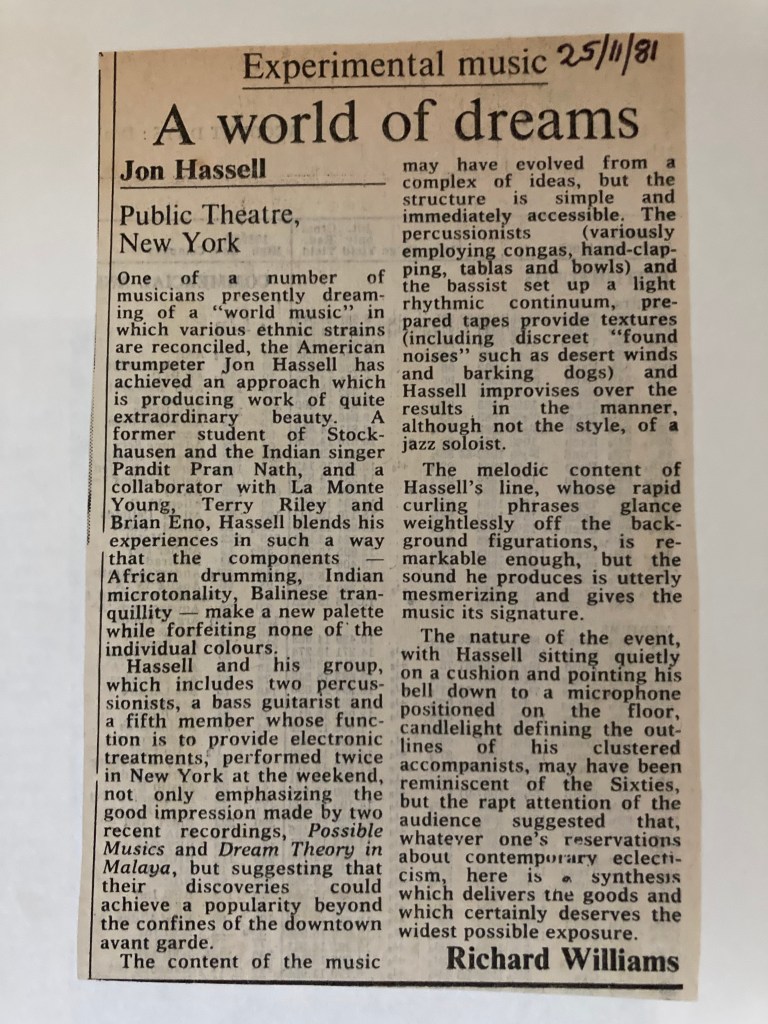 Experimental music 25/11/81
A world of dreams
Jon Hassell
Public Theatre,
New York
One of a number of
musicians presently dream-
ing of a "world music" in
which various ethnic strains
are reconciled, the American
trumpeter Jon Hassell has
achieved an approach which
is producing work of quite
extraordinary beauty. A
former student of Stock-
hausen and the Indian singer
Pandit Pran Nath, and a
collaborator with La Monte
Young, Terry Riley and
Brian Eno, Hassell blends his
experiences in such a way
that the components —
African drumming, Indian
microtonality, Balinese tran-
quillity — make a new palette
while forfeiting none of the
individual colours.
Hassell and his group,
which includes two percus-
sionists, a bass guitarist and
a fifth member whose func-
tion is to provide electronic
treatments, performed twice
in New York at the weekend,
not only emphasizing the
good impression made by two
recent recordings, Possible
Musics and Dream Theory in
Malaya, but suggesting that
their discoveries could
achieve a popularity beyond
the confines of the downtown
avant garde.
The content of the music
may have evolved from a
complex of ideas, but the
structure is simple and
immediately accessible. The
percussionists (variously
employing congas, hand-clap-
ping, tablas and bowls) and
the bassist set up a light
rhythmic continuum, pre-
pared tapes provide textures
(including discreet "found
noises" such as desert winds
and barking dogs) and
Hassell improvises over the
results in the manner,
although not the style, of a
jazz soloist.
The melodic content of
Hassell's line, whose rapid
curling phrases glance
weightlessly off the back-
ground figurations, is re-
markable enough, but the
sound he produces is utterly
mesmerizing and gives the
music its signature.
The nature of the event,
with Hassell sitting quietly
on a cushion and pointing his
bell down to a microphone
positioned on the floor,
candlelight defining the out-
lines of his clustered
accompanists, may have been
reminiscent of the Sixties,
but the rapt attention of the
audience suggested that,
whatever one's reservations
about contemporary eclecti-
cism, here is a synthesis
which delivers the goods and
which certainly deserves the
widest possible exposure.
Richard Williams